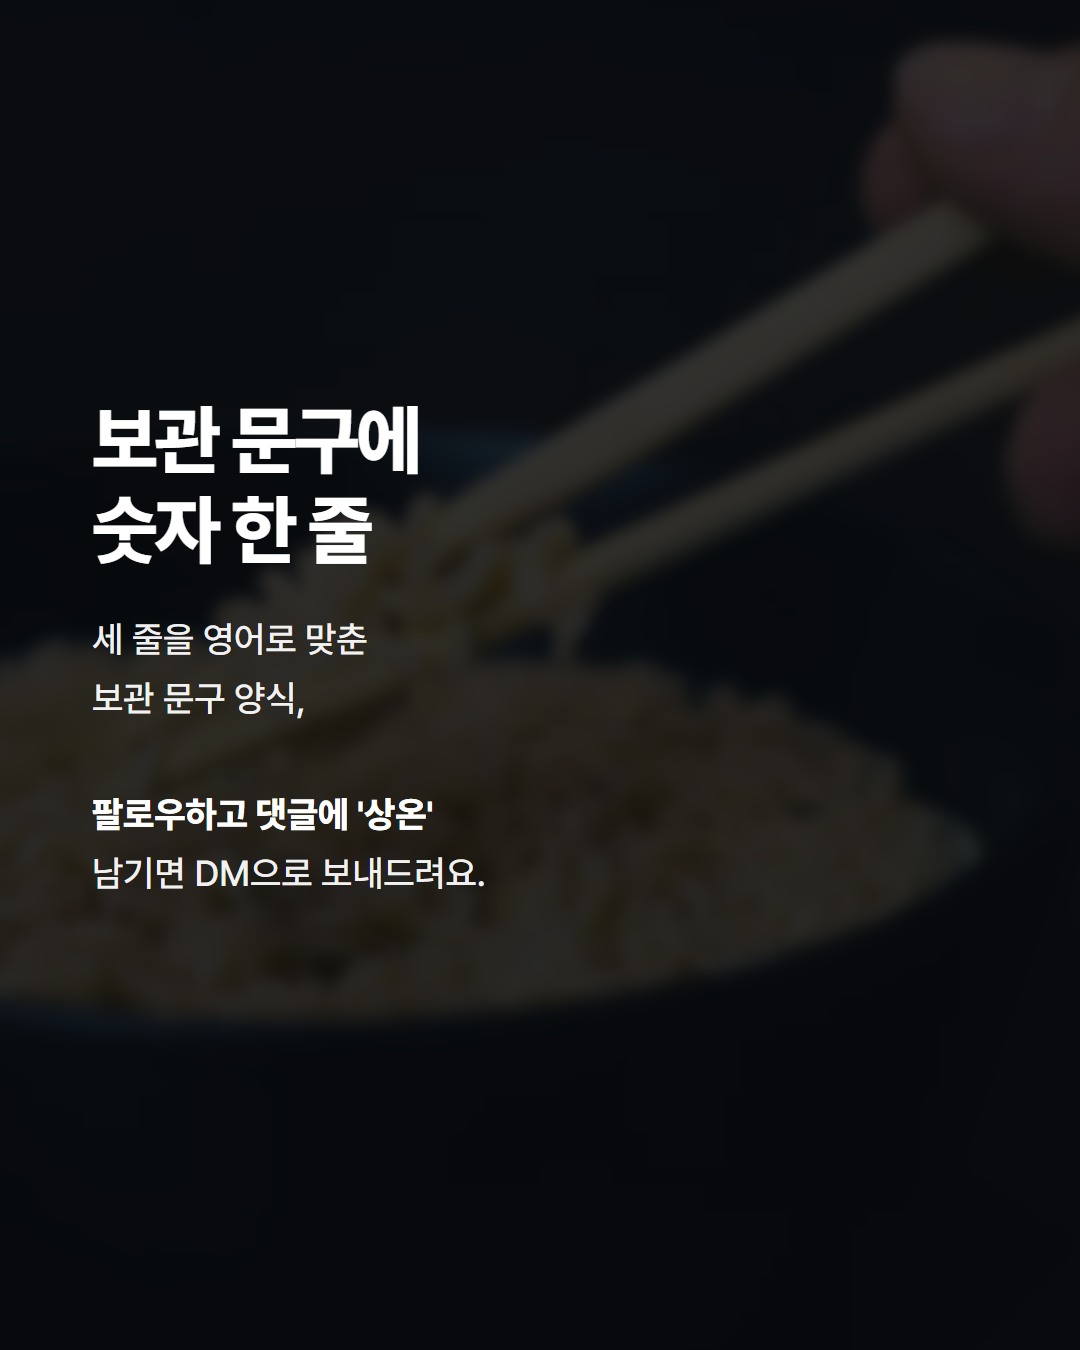 보관 문구에
숫자 한 줄
세 줄을 영어로 맞춘
보관 문구 양식,
팔로우하고 댓글에 '상온'
남기면 DM으로 보내드려요.